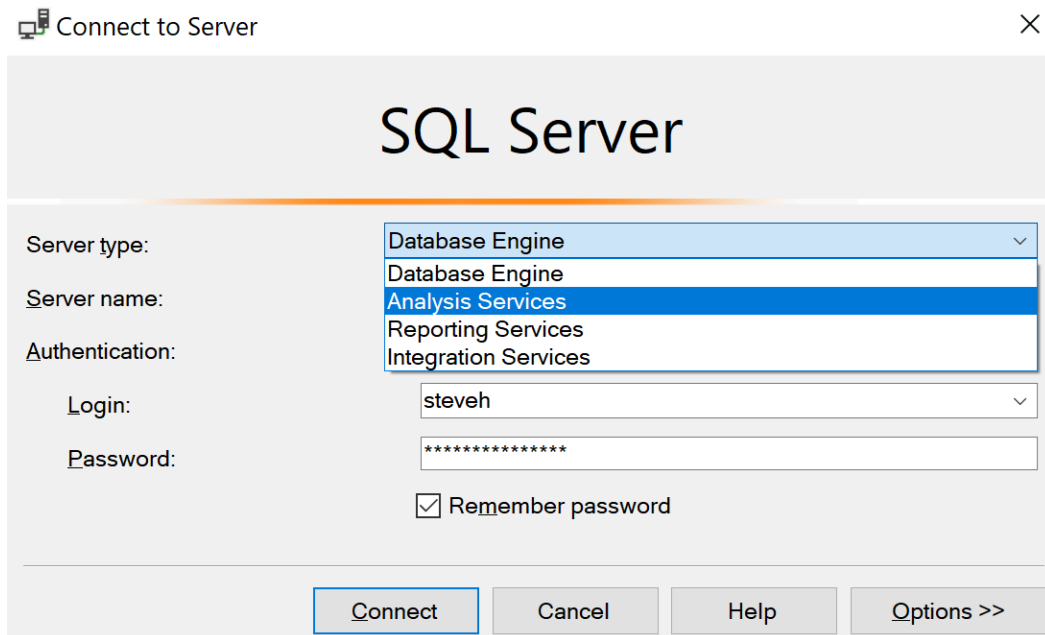 Connect to Server
SQL Server
Server type:
Database Engine
Database Engine
Server name:
Analysis Services
Reporting Services
Authentication:
Integration Services
Login:
steveh
Password:
***************
Remember password
Connect
Cancel
Help
Options >>